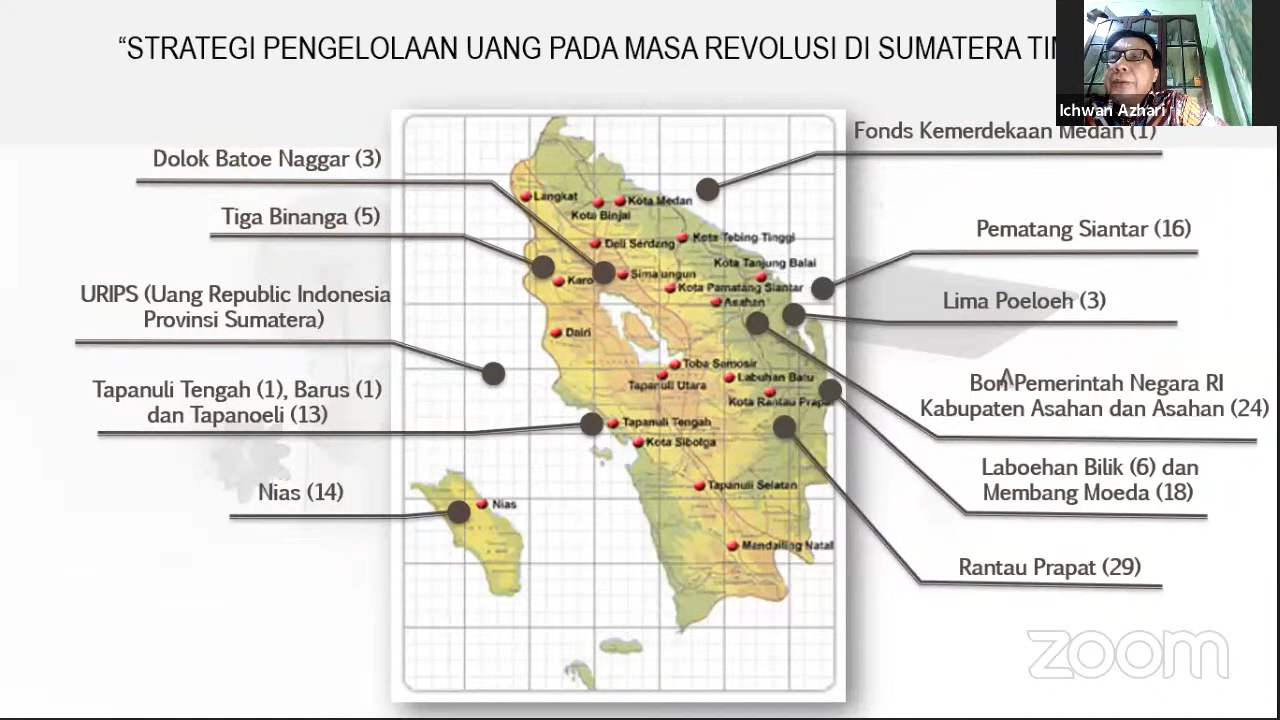 “STRATEGI PENGELOLAAN UANG PADA MASA REVOLUSI DI SUMATERA
Ichwan Azhari
Fonds Kemerdekaan Medan (1)
Dolok Batoe Naggar (3)
Tiga Binanga (5)
URIPS (Uang Republic Indonesia
Provinsi Sumatera)
Tapanuli Tengah (1), Barus (1)
dan Tapanoeli (13)
Nias (14)
Langkat
Kota Medan
Kota Binjai
Deli Serdang
Kota Tebing Tinggi
Kota Tanjung Balai
Karo
Simalungun
Kota Pamatang Siantar
Asahan
Dairi
Toba Samosir
Tapanuli Utara
Labuhan Batu
Kota Rantau Prapat
Tapanuli Tengah
Kota Sibolga
Tapanuli Selatan
Nias
Mandailing Natal
Pematang Siantar (16)
Lima Poeloeh (3)
Bon Pemerintah Negara RI
Kabupaten Asahan dan Asahan (24)
Laboehan Bilik (6) dan
Membang Moeda (18)
Rantau Prapat (29)
zoom